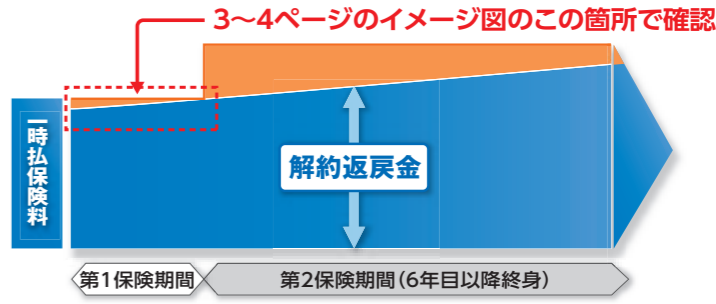 3～4ページのイメージ図のこの箇所で確認
一時払保険料
解約返戻金
第1保険期間
第2保険期間（6年目以降終身）